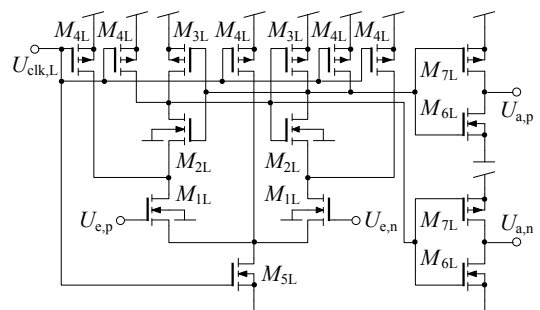 M4L M4L M3L M4L M3L M4L M4L
Uclk,L
M7L
Ua,p
M6L
M2L M2L
M1L M1L
Ue,p Ue,n
M7L
Ua,n
M6L
M5L